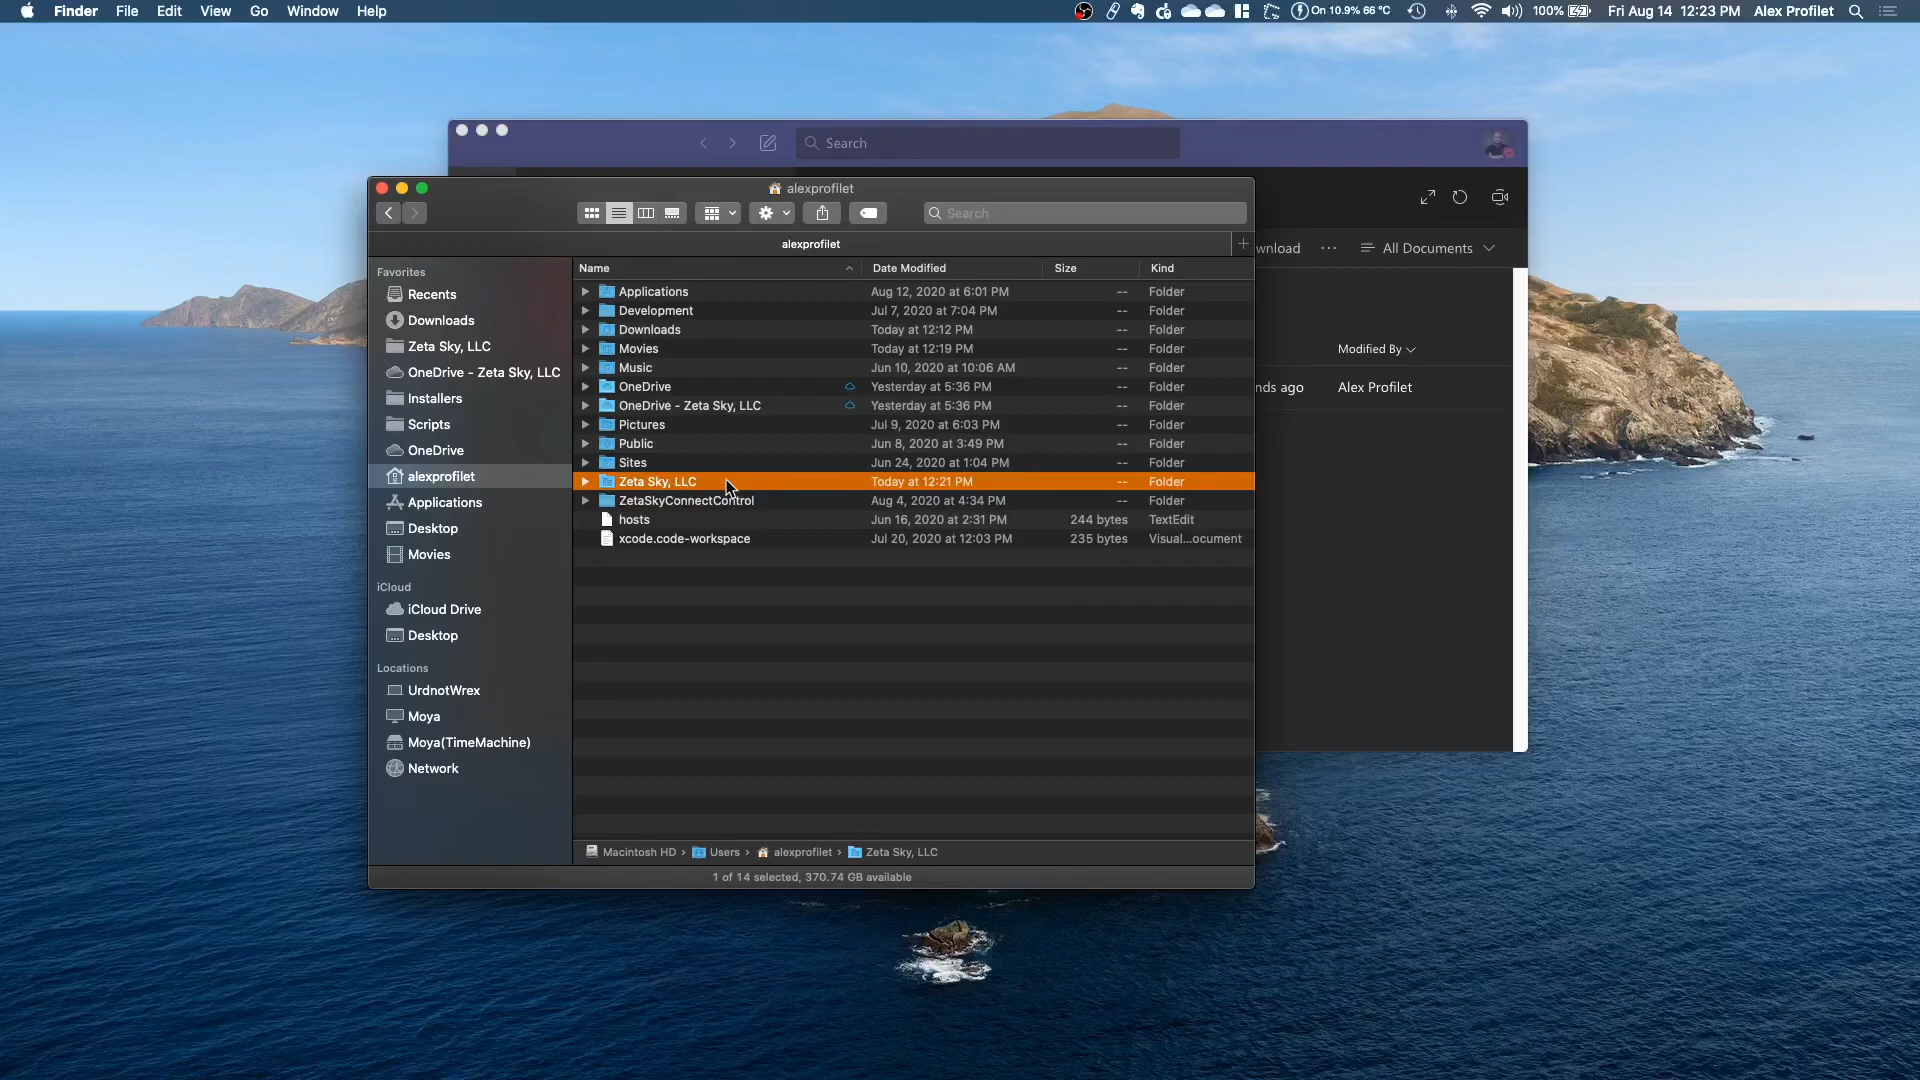 Finder File Edit View Go Window Help
On 10.9% 66 °C 100% Fri Aug 14 12:23 PM Alex Profilet
Search
alexprofilet
Search
alexprofilet
wnload ··· All Documents
Favorites
Recents
Downloads
Zeta Sky, LLC
OneDrive - Zeta Sky, LLC
Installers
Scripts
OneDrive
alexprofilet
Applications
Desktop
Movies
iCloud
iCloud Drive
Desktop
Locations
UrdnotWrex
Moya
Moya(TimeMachine)
Network
Name Date Modified Size Kind
Applications Aug 12, 2020 at 6:01 PM -- Folder
Development Jul 7, 2020 at 7:04 PM -- Folder
Downloads Today at 12:12 PM -- Folder
Movies Today at 12:19 PM -- Folder
Music Jun 10, 2020 at 10:06 AM -- Folder
OneDrive Yesterday at 5:36 PM -- Folder
OneDrive - Zeta Sky, LLC Yesterday at 5:36 PM -- Folder
Pictures Jul 9, 2020 at 6:03 PM -- Folder
Public Jun 8, 2020 at 3:49 PM -- Folder
Sites Jun 24, 2020 at 1:04 PM -- Folder
Zeta Sky, LLC Today at 12:21 PM -- Folder
ZetaSkyConnectControl Aug 4, 2020 at 4:34 PM -- Folder
hosts Jun 16, 2020 at 2:31 PM 244 bytes TextEdit
xcode.code-workspace Jul 20, 2020 at 12:03 PM 235 bytes Visual...ocument
Modified By
nds ago Alex Profilet
Macintosh HD › Users › alexprofilet › Zeta Sky, LLC
1 of 14 selected, 370.74 GB available